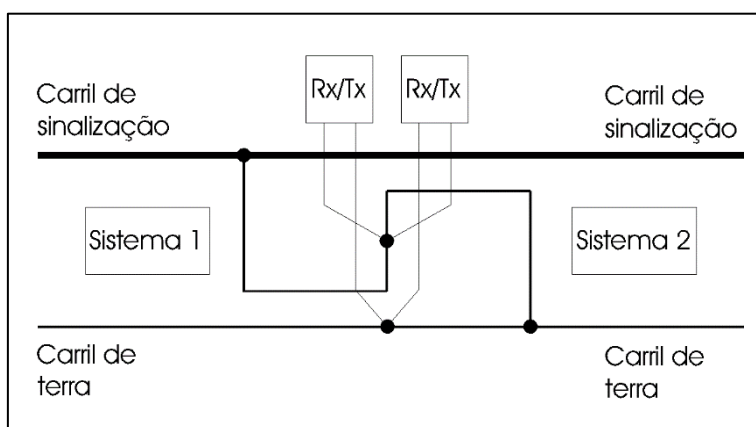 Rx/Tx
Rx/Tx
Carril de
sinalização
Carril de
sinalização
Sistema 1
Sistema 2
Carril de
terra
Carril de
terra